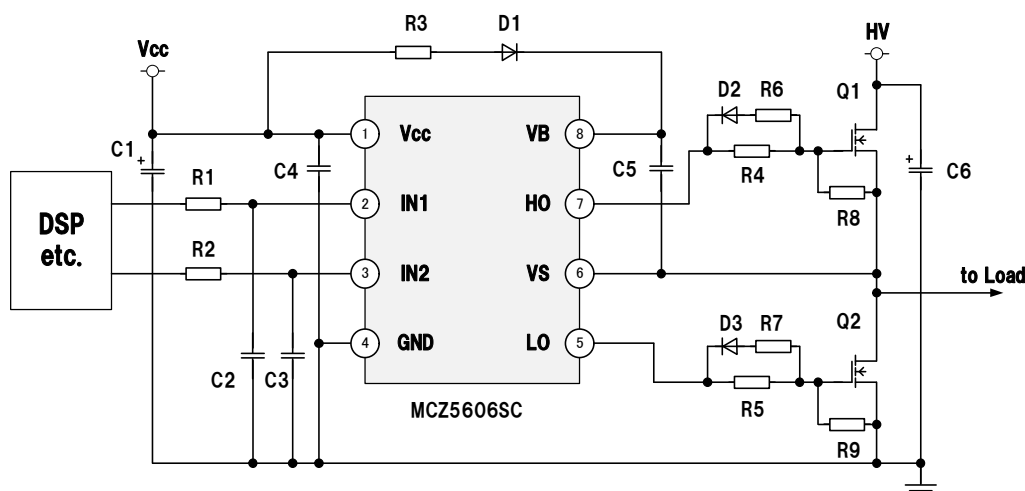 R3
D1
HV
Vcc
D2
R6
Q1
1
Vcc
VB
8
C1
+
C4
C5
R4
+
C6
R1
2
IN1
HO
7
R8
DSP
etc.
R2
3
IN2
VS
6
to Load
D3
R7
Q2
4
GND
LO
5
C2
C3
R5
MCZ5606SC
R9